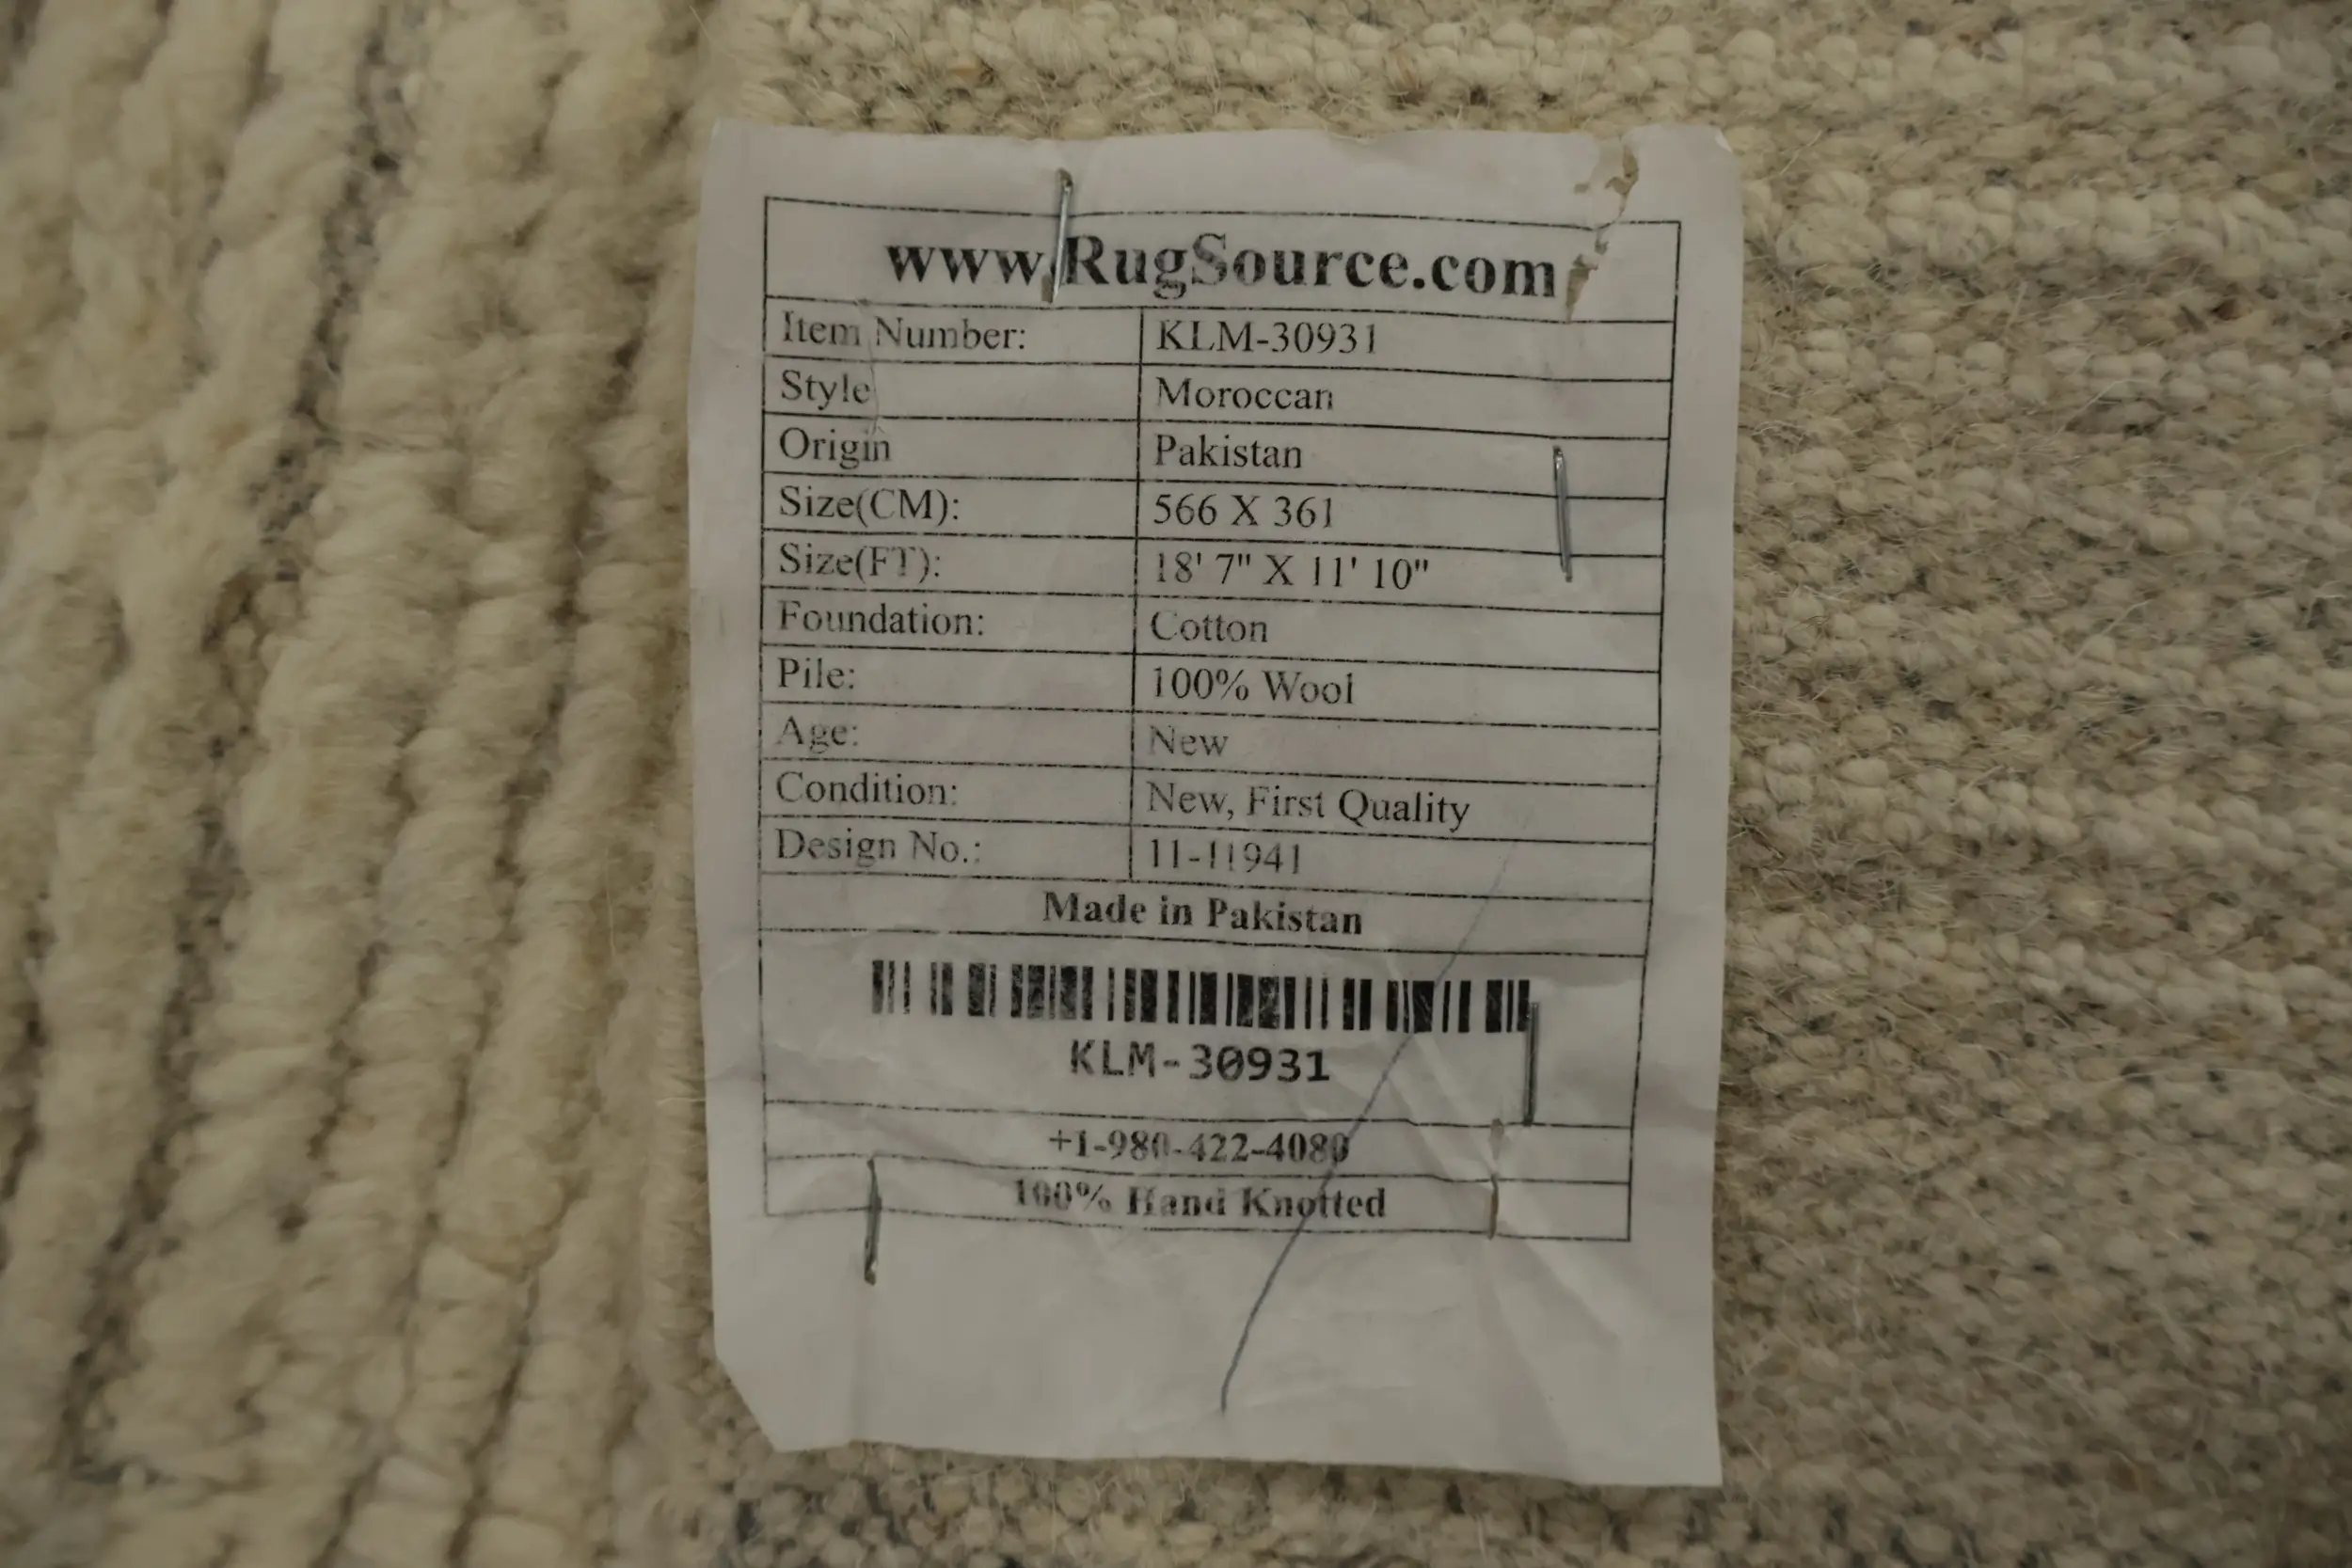 www.RugSource.com
Item Number: KLM-30931
Style Moroccan
Origin Pakistan
Size(CM): 566 X 361
Size(FT): 18' 7" X 11' 10"
Foundation: Cotton
Pile: 100% Wool
Age: New
Condition: New, First Quality
Design No.: 11-11941
Made in Pakistan
KLM-30931
+1-980-422-4080
100% Hand Knotted